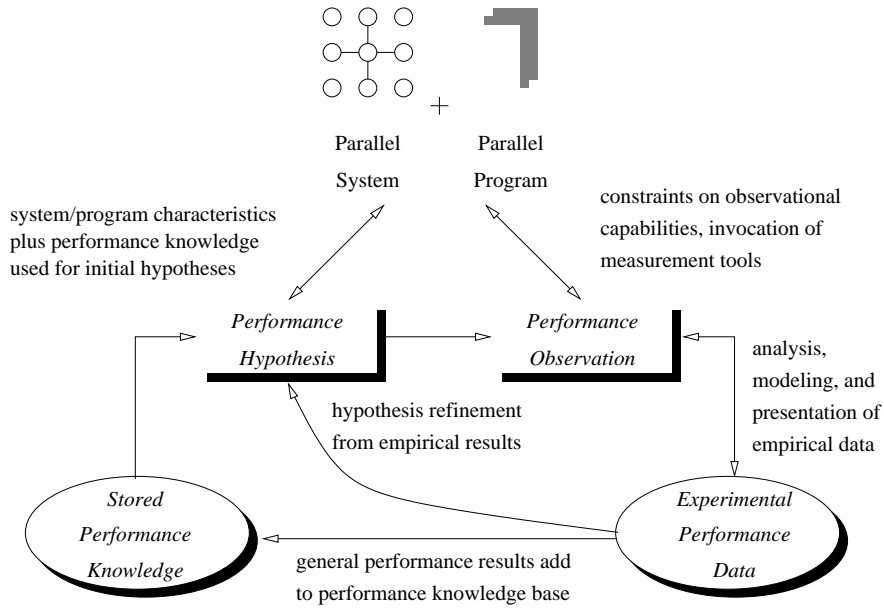 +
Parallel
System
Parallel
Program
system/program characteristics
plus performance knowledge
used for initial hypotheses
constraints on observational
capabilities, invocation of
measurement tools
Performance
Hypothesis
Performance
Observation
analysis,
modeling, and
presentation of
empirical data
hypothesis refinement
from empirical results
Stored
Performance
Knowledge
Experimental
Performance
Data
general performance results add
to performance knowledge base